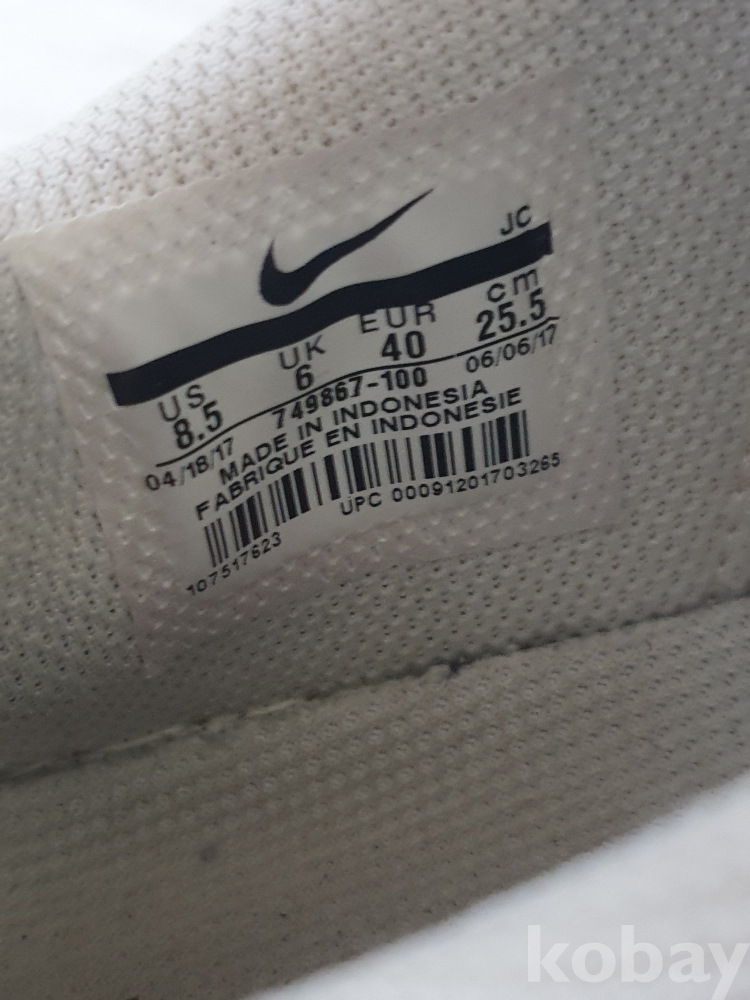 JC
US UK EUR cm
8.5 6 40 25.5
04/18/17 749867-100 06/06/17
MADE IN INDONESIA
FABRIQUE EN INDONESIE
UPC 00091201703265
107517623
kobay